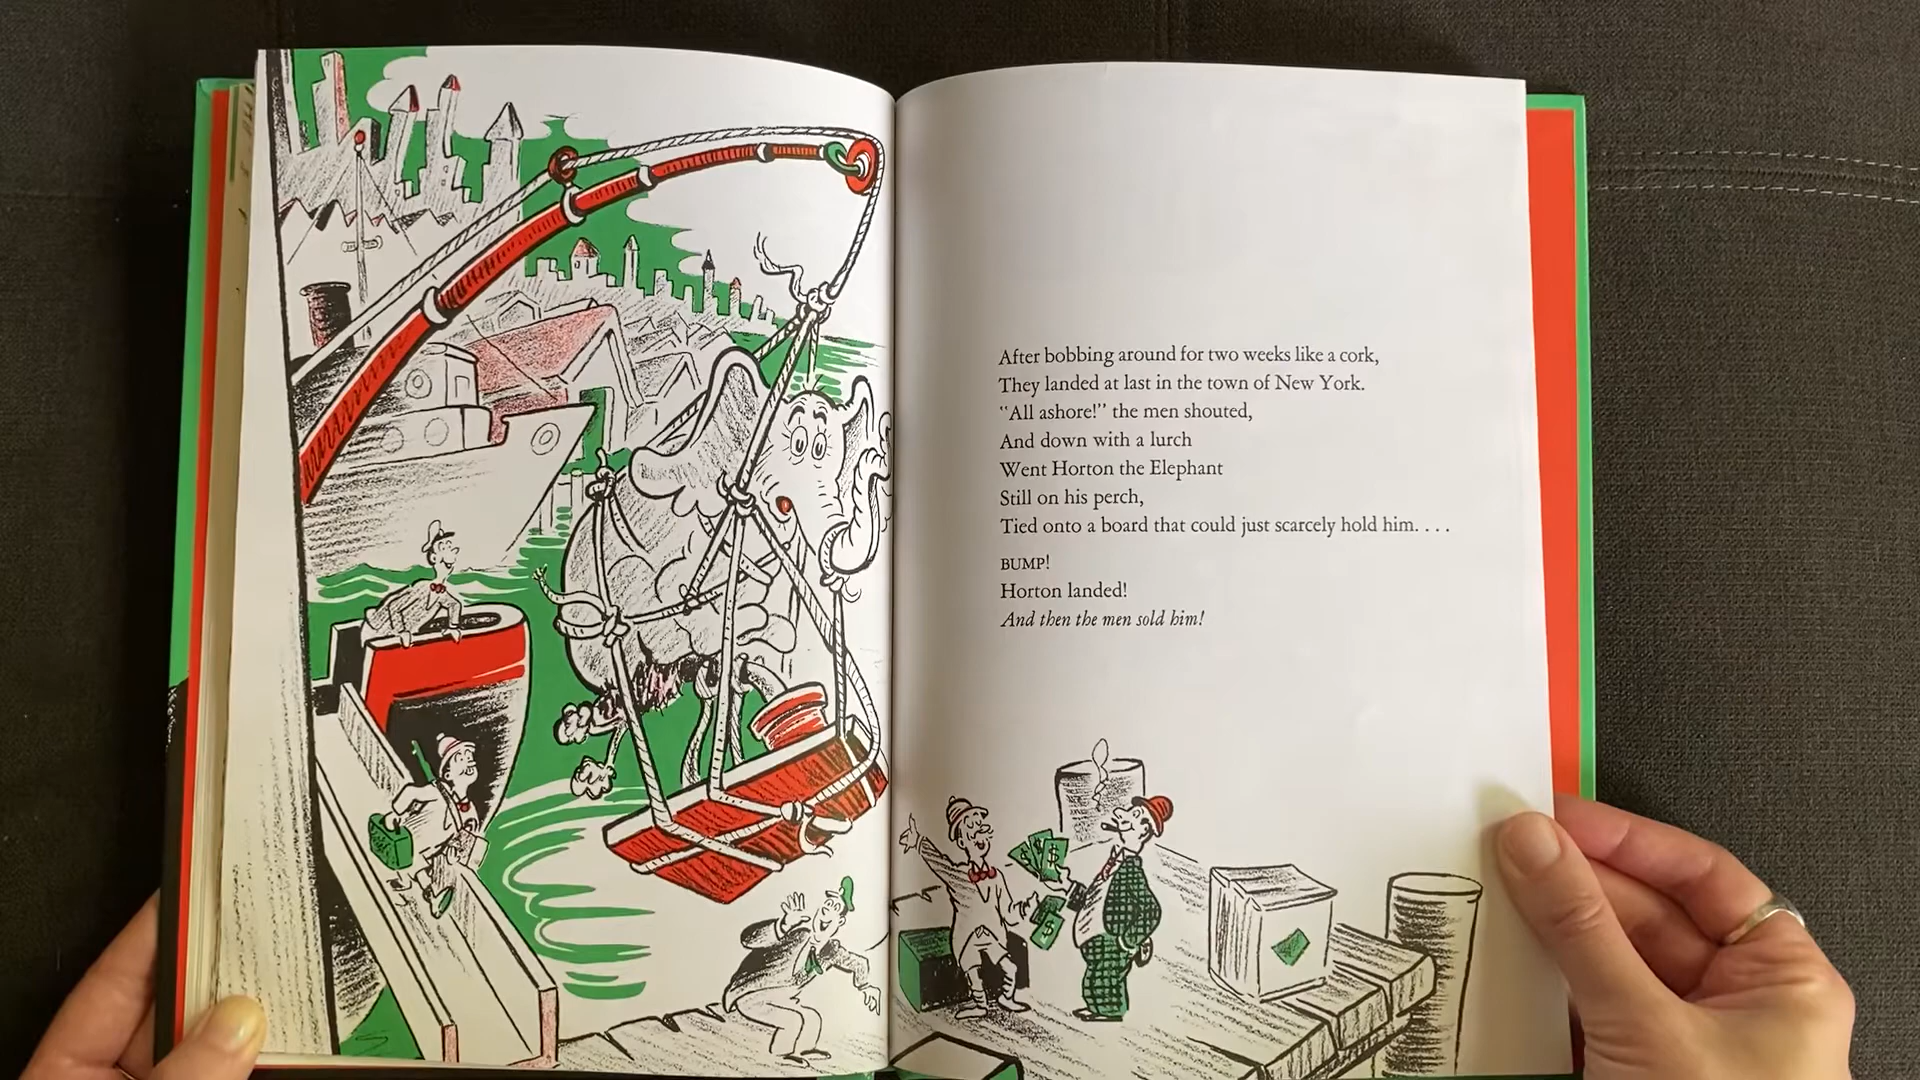 After bobbing around for two weeks like a cork,
They landed at last in the town of New York.
“All ashore!” the men shouted,
And down with a lurch
Went Horton the Elephant
Still on his perch,
Tied onto a board that could just scarcely hold him. . . .
BUMP!
Horton landed!
And then the men sold him!
$ $ $
$